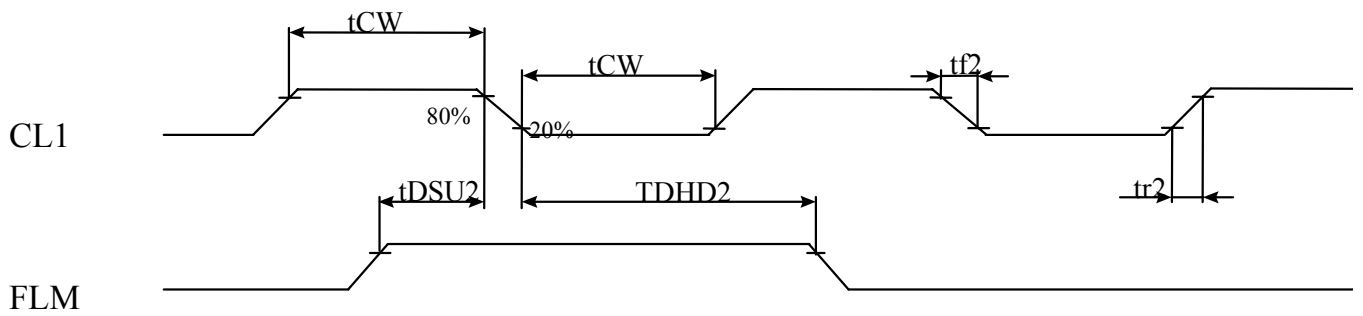 tCW
tCW
tf2
80%
20%
CL1
tDSU2
TDHD2
tr2
FLM